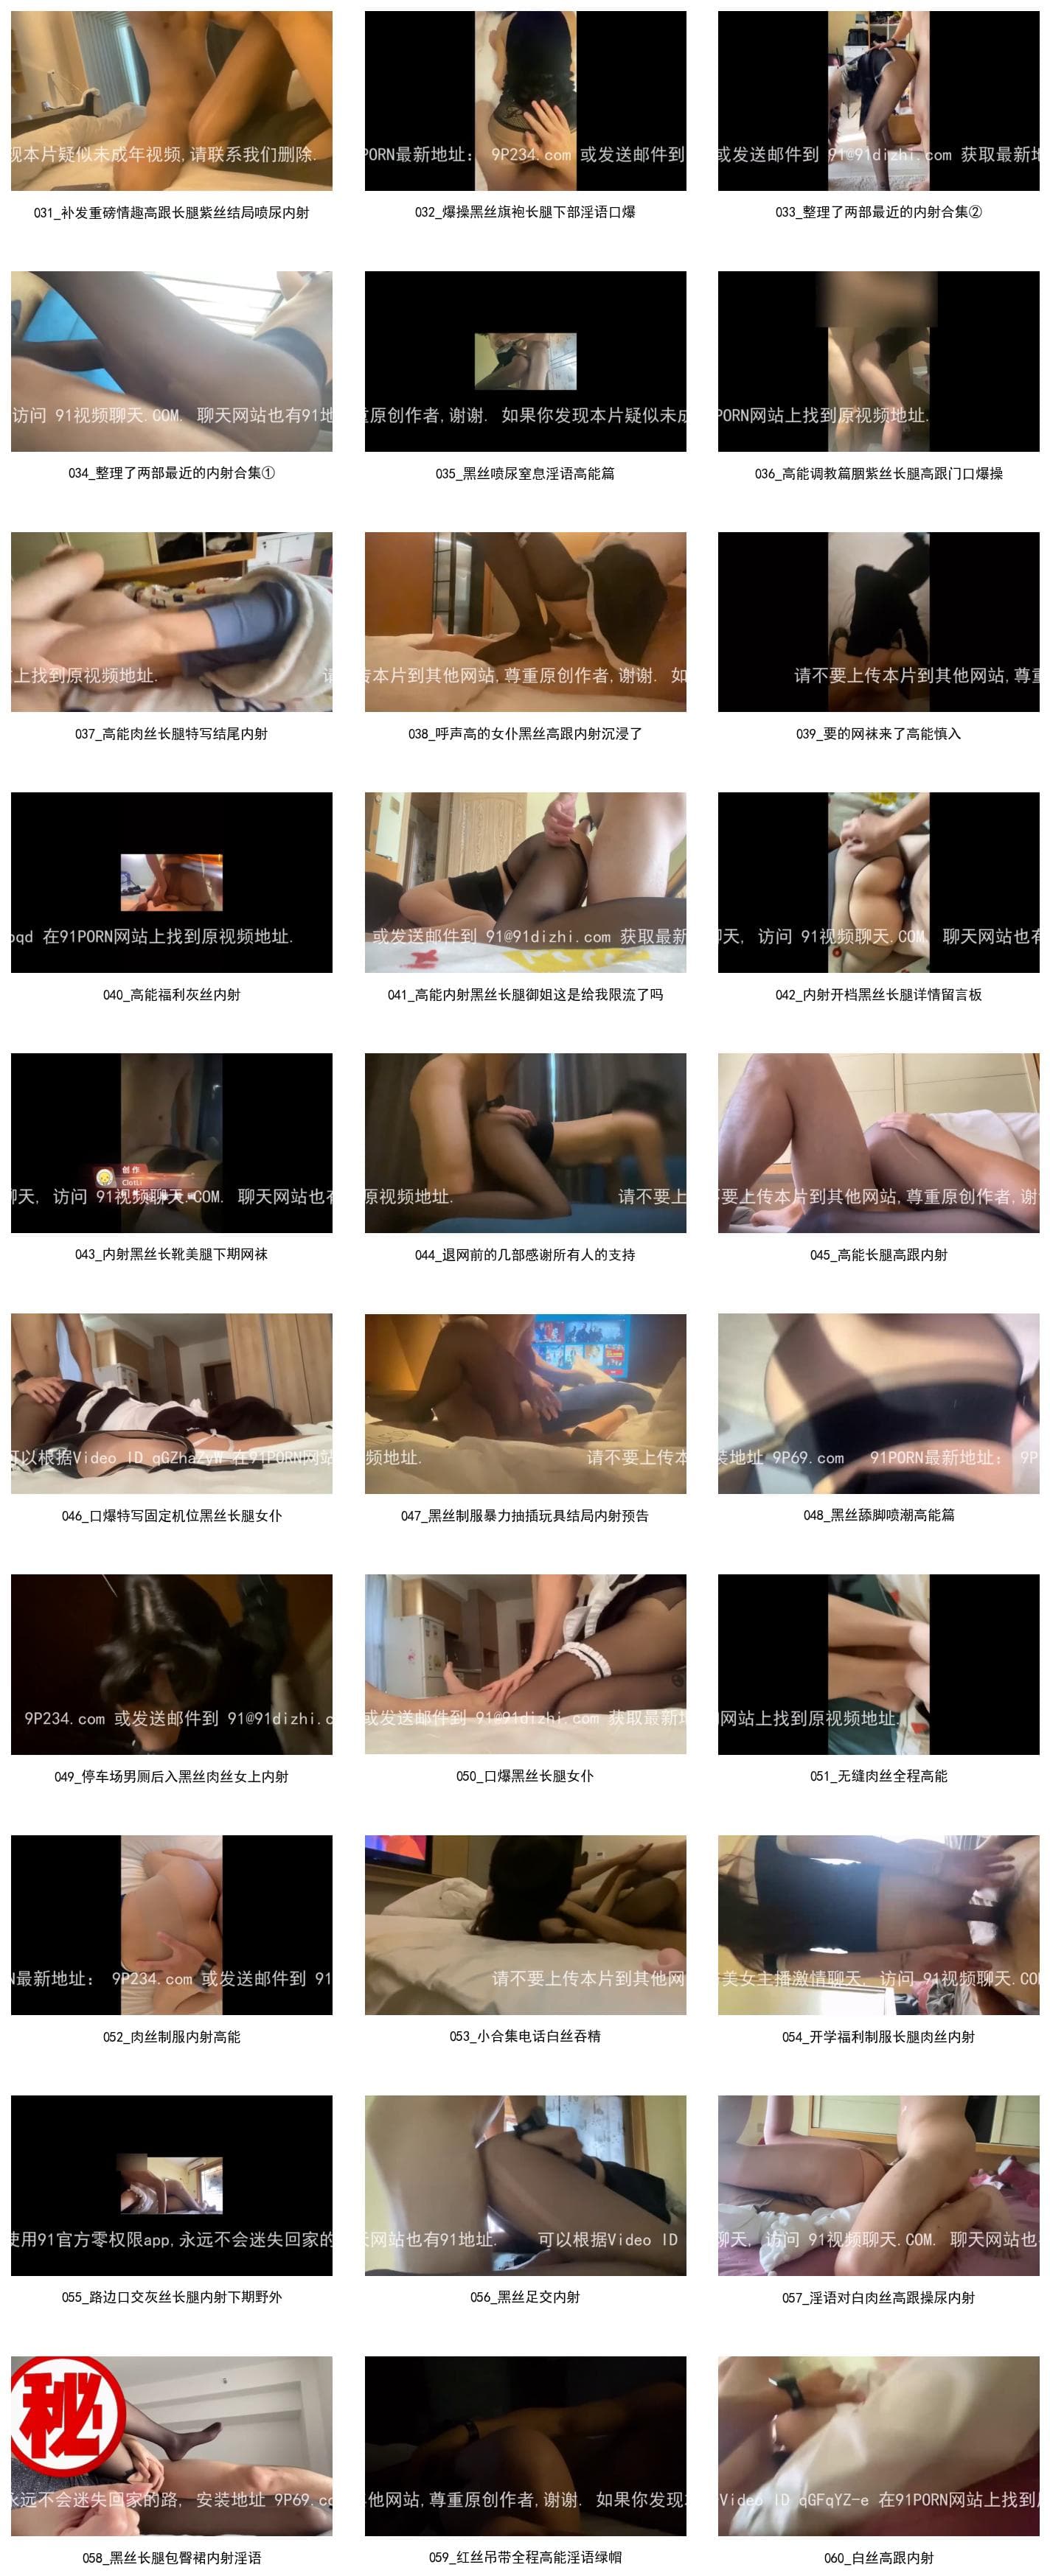 现本片疑似未成年视频,请联系我们删除.
PORN最新地址: 9P234.com 或发送邮件到
或发送邮件到 91@91dizhi.com 获取最新地
031_补发重磅情趣高跟长腿紫丝结局喷尿内射
032_爆操黑丝旗袍长腿下部淫语口爆
033_整理了两部最近的内射合集②
访问 91视频聊天.COM. 聊天网站也有91地
重原创作者,谢谢. 如果你发现本片疑似未成
PORN网站上找到原视频地址.
034_整理了两部最近的内射合集①
035_黑丝喷尿窒息淫语高能篇
036_高能调教篇胭紫丝长腿高跟门口爆操
上找到原视频地址. 请
传本片到其他网站,尊重原创作者,谢谢. 如
请不要上传本片到其他网站,尊重
037_高能肉丝长腿特写结尾内射
038_呼声高的女仆黑丝高跟内射沉浸了
039_要的网袜来了高能慎入
qd 在91PORN网站上找到原视频地址.
或发送邮件到 91@91dizhi.com 获取最新
聊天, 访问 91视频聊天.COM. 聊天网站也有
040_高能福利灰丝内射
041_高能内射黑丝长腿御姐这是给我限流了吗
042_内射开档黑丝长腿详情留言板
创作
ClotLi
聊天, 访问 91视频聊天.COM. 聊天网站也有
原视频地址. 请不要上
要上传本片到其他网站,尊重原创作者,谢
043_内射黑丝长靴美腿下期网袜
044_退网前的几部感谢所有人的支持
045_高能长腿高跟内射
可以根据Video ID qGZhaZyW 在91PORN网站
频地址. 请不要上传本
装地址 9P69.com 91PORN最新地址: 9P
046_口爆特写固定机位黑丝长腿女仆
047_黑丝制服暴力抽插玩具结局内射预告
048_黑丝舔脚喷潮高能篇
9P234.com 或发送邮件到 91@91dizhi.c
或发送邮件到 91@91dizhi.com 获取最新地
网站上找到原视频地址.
049_停车场男厕后入黑丝肉丝女上内射
050_口爆黑丝长腿女仆
051_无缝肉丝全程高能
N最新地址: 9P234.com 或发送邮件到 91
请不要上传本片到其他网
美女主播激情聊天, 访问 91视频聊天.CO
052_肉丝制服内射高能
053_小合集电话白丝吞精
054_开学福利制服长腿肉丝内射
使用91官方零权限app,永远不会迷失回家的
天网站也有91地址. 可以根据Video ID
聊天, 访问 91视频聊天.COM. 聊天网站也
055_路边口交灰丝长腿内射下期野外
056_黑丝足交内射
057_淫语对白肉丝高跟操尿内射
秘
永远不会迷失回家的路, 安装地址 9P69.co
他网站,尊重原创作者,谢谢. 如果你发现
Video ID qGFqYZ-e 在91PORN网站上找到
058_黑丝长腿包臀裙内射淫语
059_红丝吊带全程高能淫语绿帽
060_白丝高跟内射